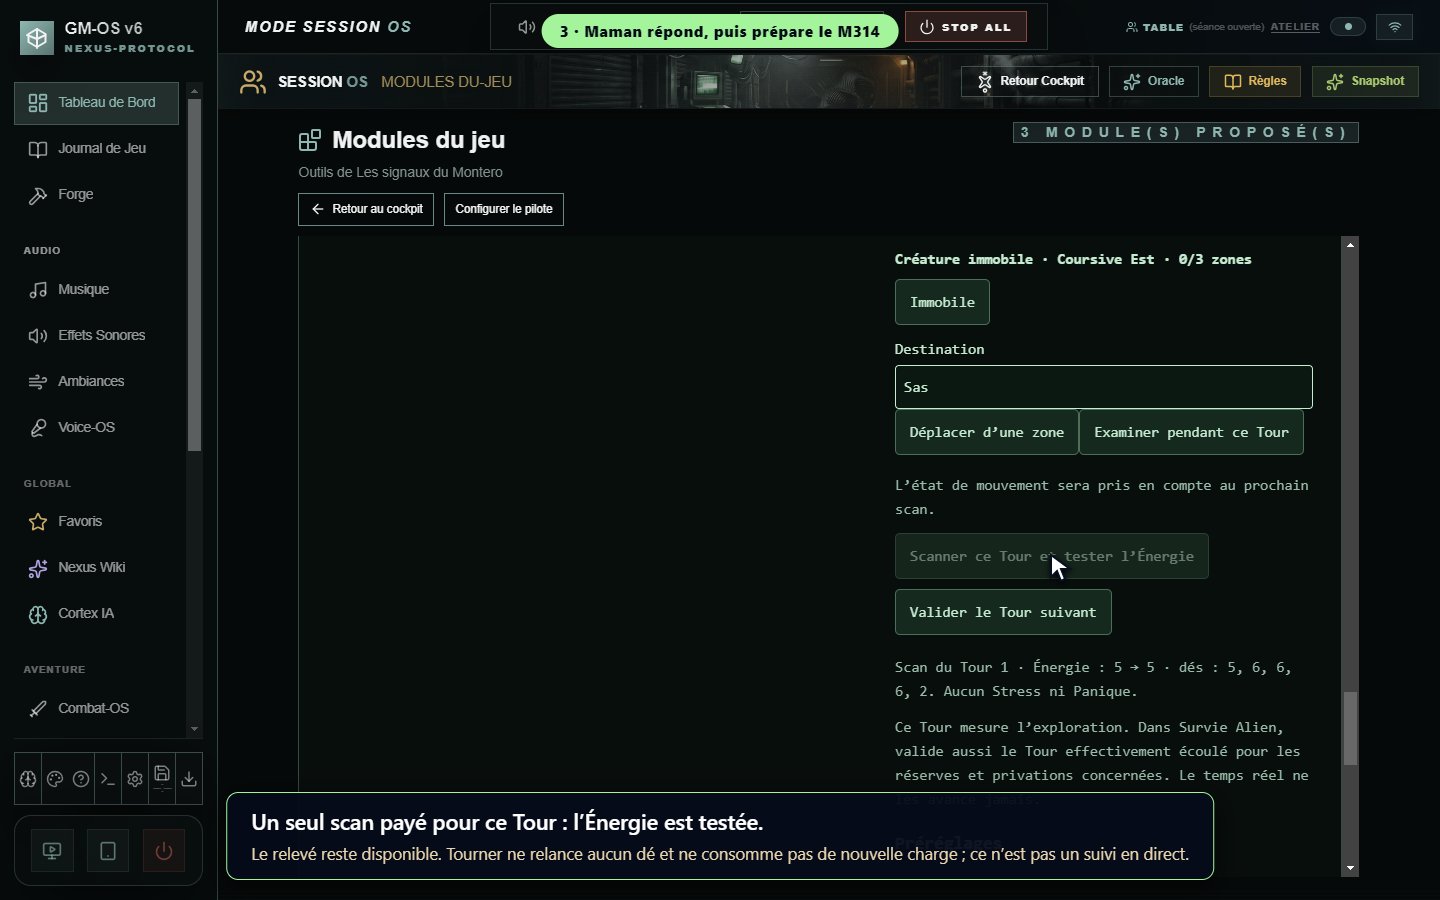 GM-OS v6
NEXUS-PROTOCOL
Tableau de Bord
Journal de Jeu
Forge
AUDIO
Musique
Effets Sonores
Ambiances
Voice-OS
GLOBAL
Favoris
Nexus Wiki
Cortex IA
AVENTURE
Combat-OS
MODE SESSION OS
3 · Maman répond, puis prépare le M314
STOP ALL
TABLE (séance ouverte) ATELIER
SESSION OS MODULES DU-JEU
Retour Cockpit
Oracle
Règles
Snapshot
Modules du jeu
3 MODULE(S) PROPOSÉ(S)
Outils de Les signaux du Montero
Retour au cockpit
Configurer le pilote
Créature immobile · Coursive Est · 0/3 zones
Immobile
Destination
Sas
Déplacer d’une zone
Examiner pendant ce Tour
L’état de mouvement sera pris en compte au prochain
scan.
Scanner ce Tour et tester l’Énergie
Valider le Tour suivant
Scan du Tour 1 · Énergie : 5 → 5 · dés : 5, 6, 6,
6, 2. Aucun Stress ni Panique.
Ce Tour mesure l’exploration. Dans Survie Alien,
valide aussi le Tour effectivement écoulé pour les
réserves et privations concernées. Le temps réel ne
les avance jamais.
Préréglages
Un seul scan payé pour ce Tour : l’Énergie est testée.
Le relevé reste disponible. Tourner ne relance aucun dé et ne consomme pas de nouvelle charge ; ce n’est pas un suivi en direct.